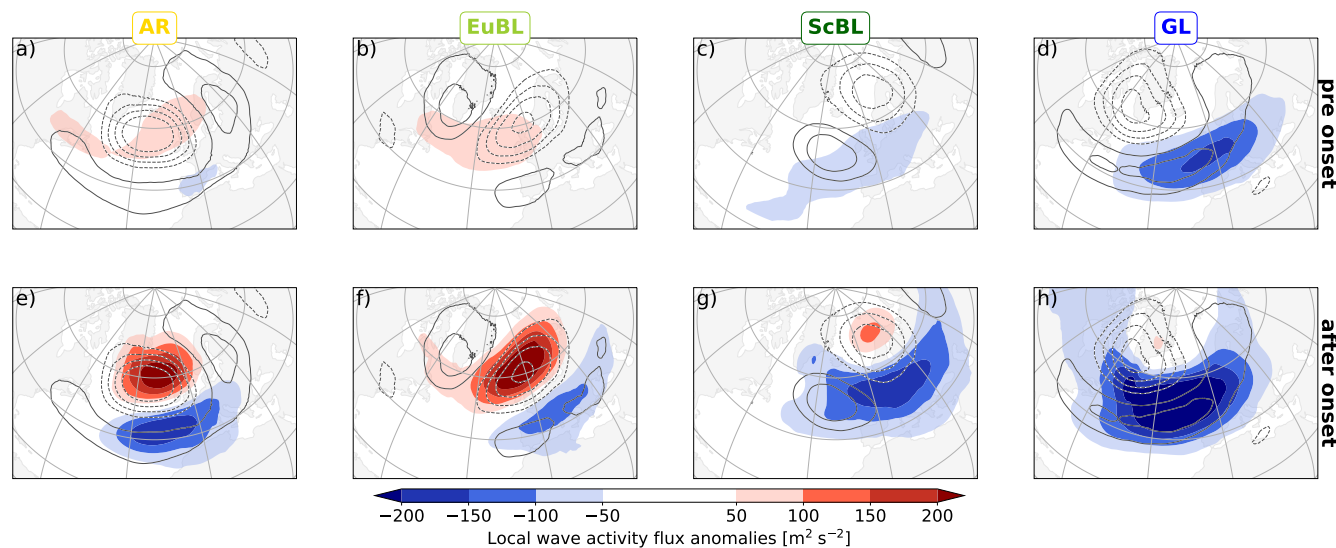 AR EuBL ScBL GL
a) b) c) d)
pre onset
e) f) g) h)
after onset
−200 −150 −100 −50 50 100 150 200
Local wave activity flux anomalies [m² s⁻²]